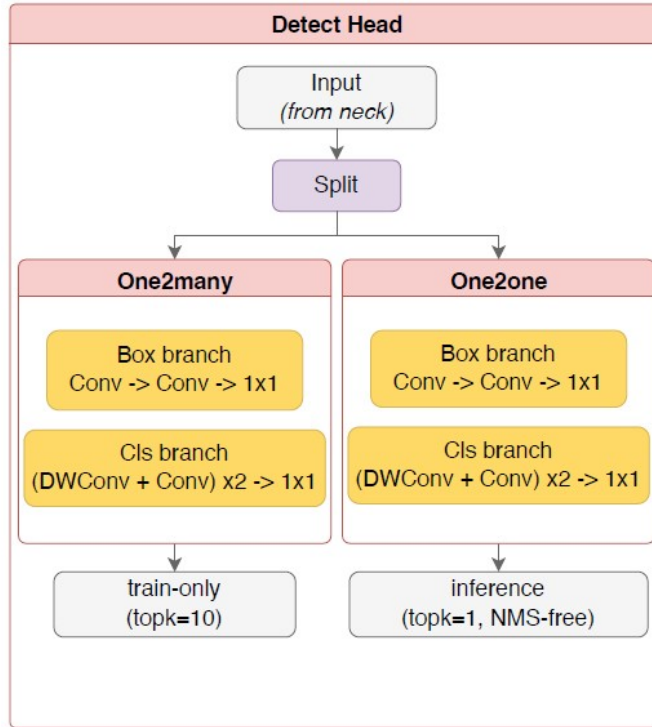 Detect Head
Input
(from neck)
Split
One2many
One2one
Box branch
Conv -> Conv -> 1x1
Cls branch
(DWConv + Conv) x2 -> 1x1
Box branch
Conv -> Conv -> 1x1
Cls branch
(DWConv + Conv) x2 -> 1x1
train-only
(topk=10)
inference
(topk=1, NMS-free)